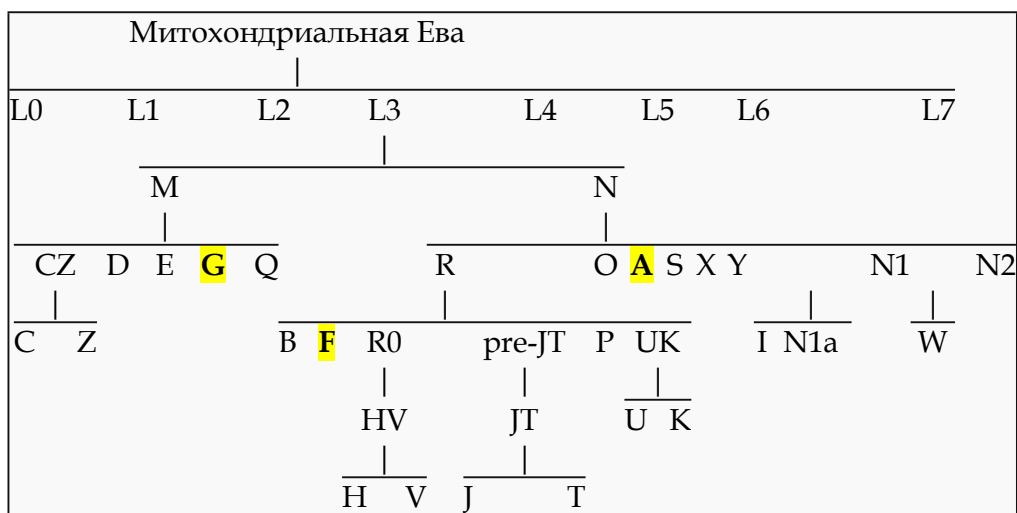 Митохондриальная Ева
L0 L1 L2 L3 L4 L5 L6 L7
M N
CZ D E G Q R O A S X Y N1 N2
C Z B F R0 pre-JT P UK I N1a W
HV JT U K
H V J T